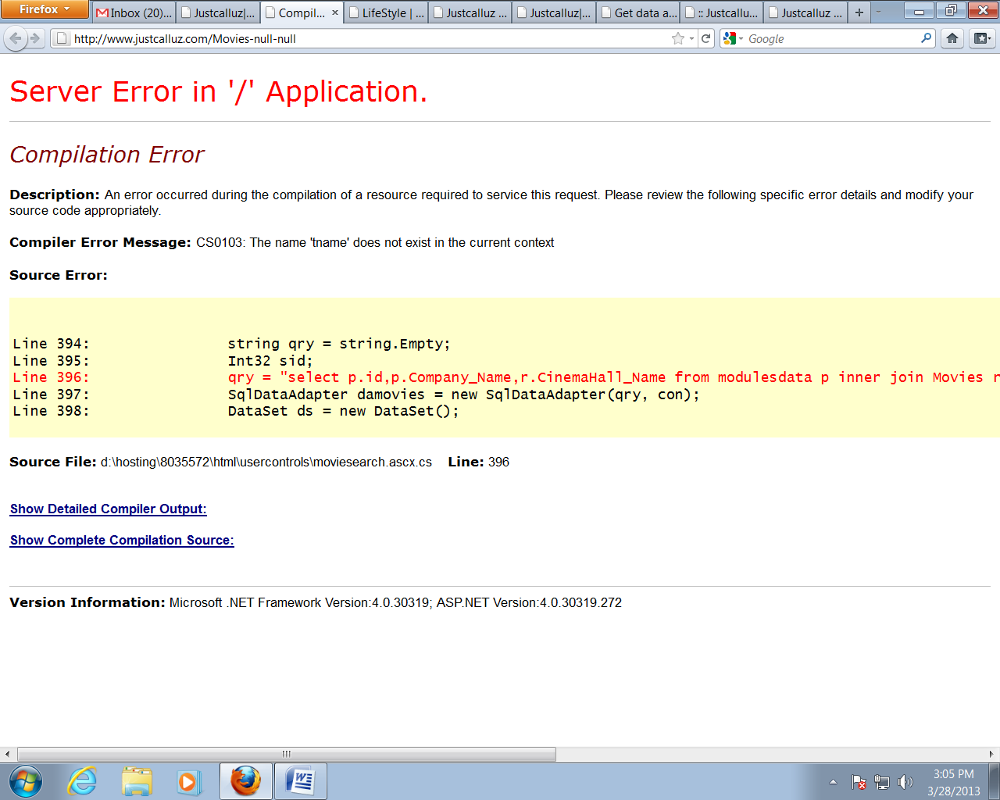 Firefox
Inbox (20)...
Justcalluz|...
Compil...
LifeStyle | ...
Justcalluz ...
Justcalluz|...
Get data a...
:: Justcallu...
Justcalluz ...
http://www.justcalluz.com/Movies-null-null
Google
Server Error in '/' Application.
Compilation Error
Description: An error occurred during the compilation of a resource required to service this request. Please review the following specific error details and modify your
source code appropriately.
Compiler Error Message: CS0103: The name 'tname' does not exist in the current context
Source Error:
Line 394: string qry = string.Empty;
Line 395: Int32 sid;
Line 396: qry = "select p.id,p.Company_Name,r.CinemaHall_Name from modulesdata p inner join Movies r
Line 397: SqlDataAdapter damovies = new SqlDataAdapter(qry, con);
Line 398: DataSet ds = new DataSet();
Source File: d:\hosting\8035572\html\usercontrols\moviesearch.ascx.cs Line: 396
Show Detailed Compiler Output:
Show Complete Compilation Source:
Version Information: Microsoft .NET Framework Version:4.0.30319; ASP.NET Version:4.0.30319.272
3:05 PM
3/28/2013